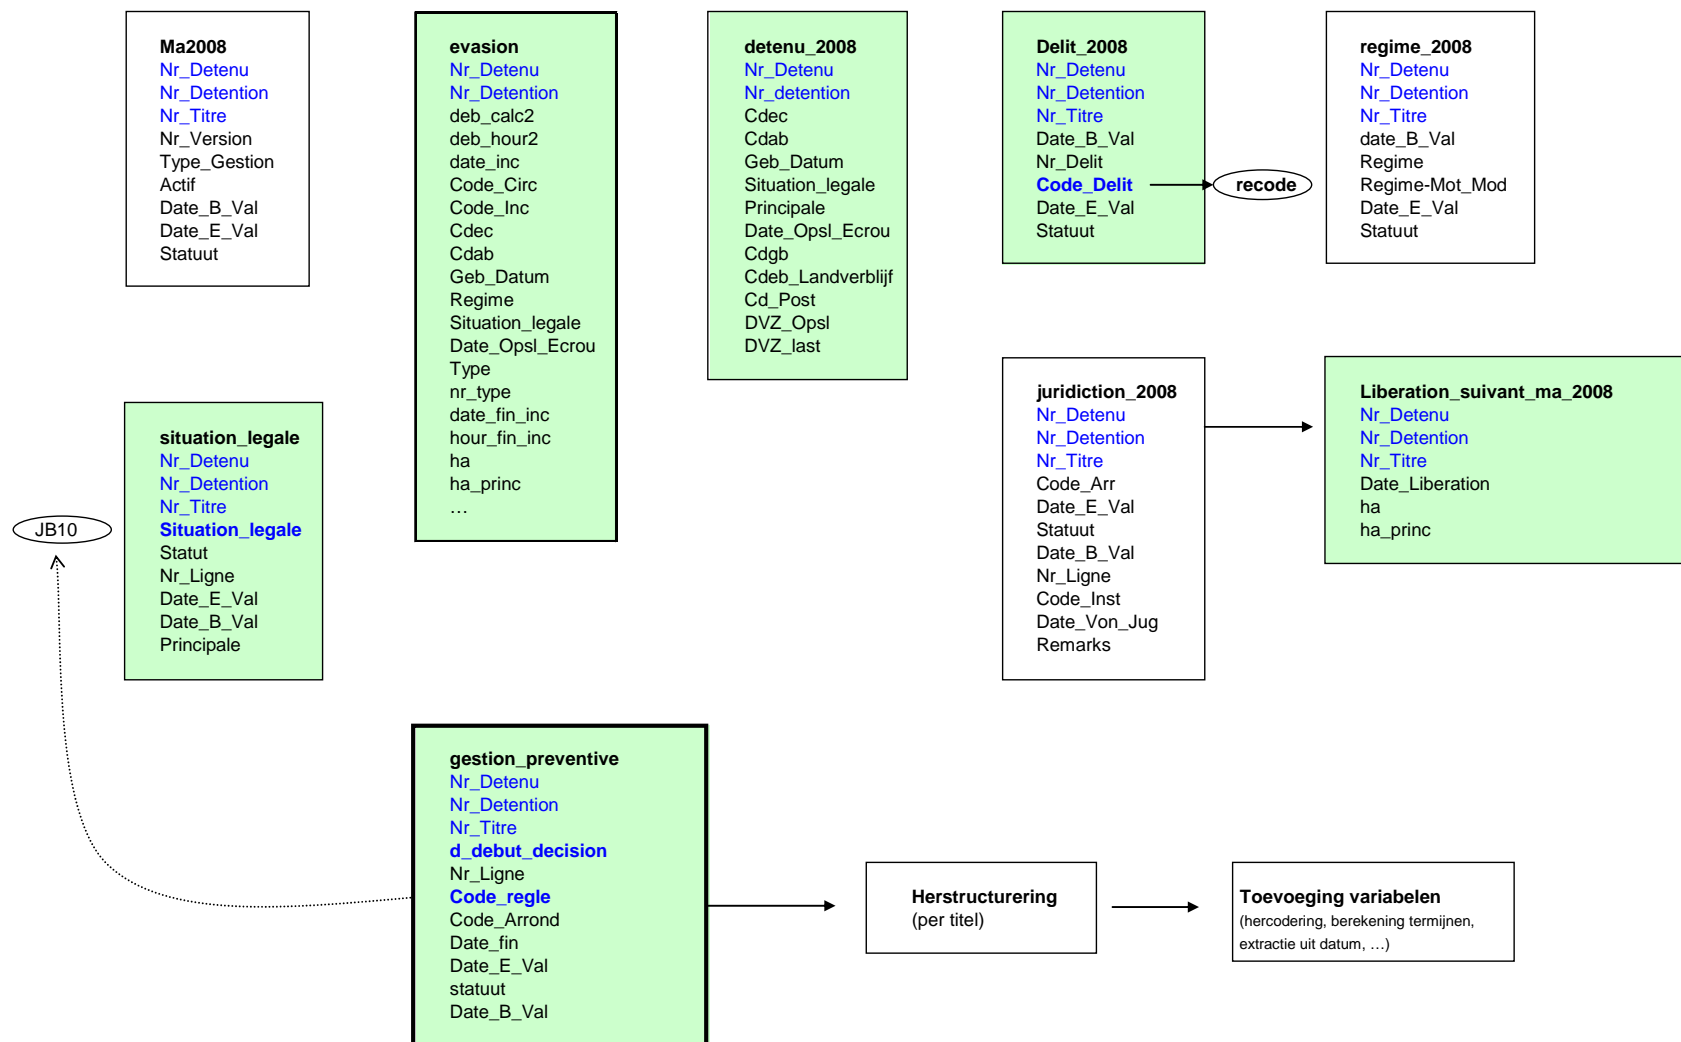 Ma2008
Nr_Detenu
Nr_Detention
Nr_Titre
Nr_Version
Type_Gestion
Actif
Date_B_Val
Date_E_Val
Statuut
evasion
Nr_Detenu
Nr_Detention
deb_calc2
deb_hour2
date_inc
Code_Circ
Code_Inc
Cdec
Cdab
Geb_Datum
Regime
Situation_legale
Date_Opsl_Ecrou
Type
nr_type
date_fin_inc
hour_fin_inc
ha
ha_princ
…
detenu_2008
Nr_Detenu
Nr_detention
Cdec
Cdab
Geb_Datum
Situation_legale
Principale
Date_Opsl_Ecrou
Cdgb
Cdeb_Landverblijf
Cd_Post
DVZ_Opsl
DVZ_last
Delit_2008
Nr_Detenu
Nr_Detention
Nr_Titre
Date_B_Val
Nr_Delit
Code_Delit
Date_E_Val
Statuut
recode
regime_2008
Nr_Detenu
Nr_Detention
Nr_Titre
date_B_Val
Regime
Regime-Mot_Mod
Date_E_Val
Statuut
JB10
situation_legale
Nr_Detenu
Nr_Detention
Nr_Titre
Situation_legale
Statut
Nr_Ligne
Date_E_Val
Date_B_Val
Principale
juridiction_2008
Nr_Detenu
Nr_Detention
Nr_Titre
Code_Arr
Date_E_Val
Statuut
Date_B_Val
Nr_Ligne
Code_Inst
Date_Von_Jug
Remarks
Liberation_suivant_ma_2008
Nr_Detenu
Nr_Detention
Nr_Titre
Date_Liberation
ha
ha_princ
gestion_preventive
Nr_Detenu
Nr_Detention
Nr_Titre
d_debut_decision
Nr_Ligne
Code_regle
Code_Arrond
Date_fin
Date_E_Val
statuut
Date_B_Val
Herstructurering
(per titel)
Toevoeging variabelen
(hercodering, berekening termijnen,
extractie uit datum, …)